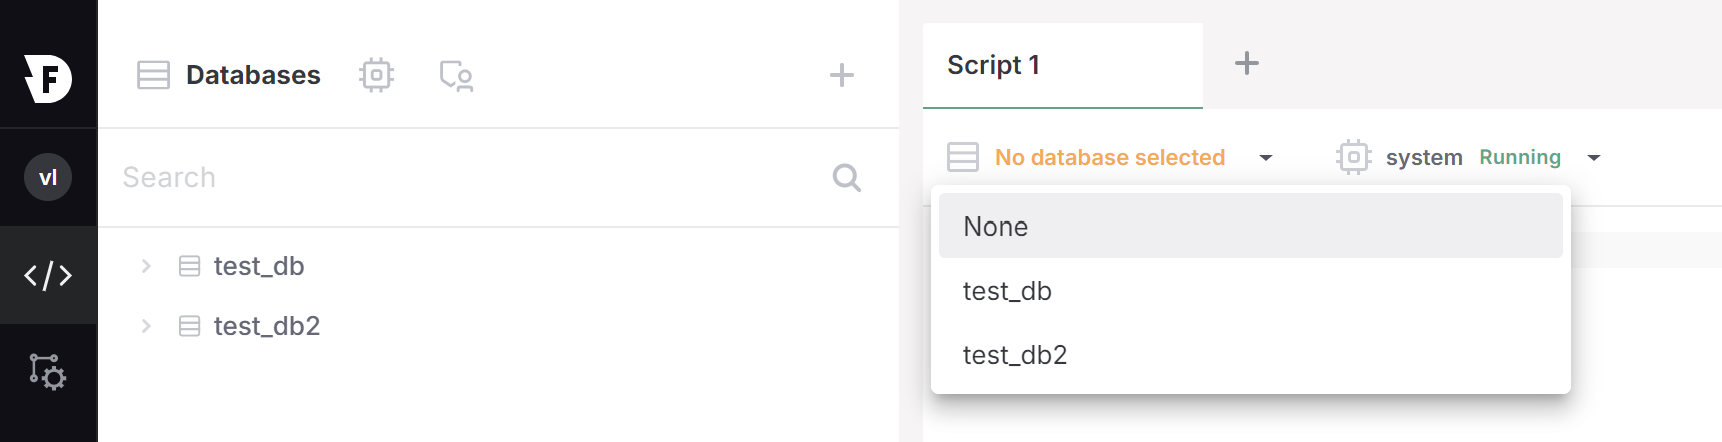 F
vl
Databases
Search
test_db
test_db2
Script 1
No database selected
system Running
None
test_db
test_db2